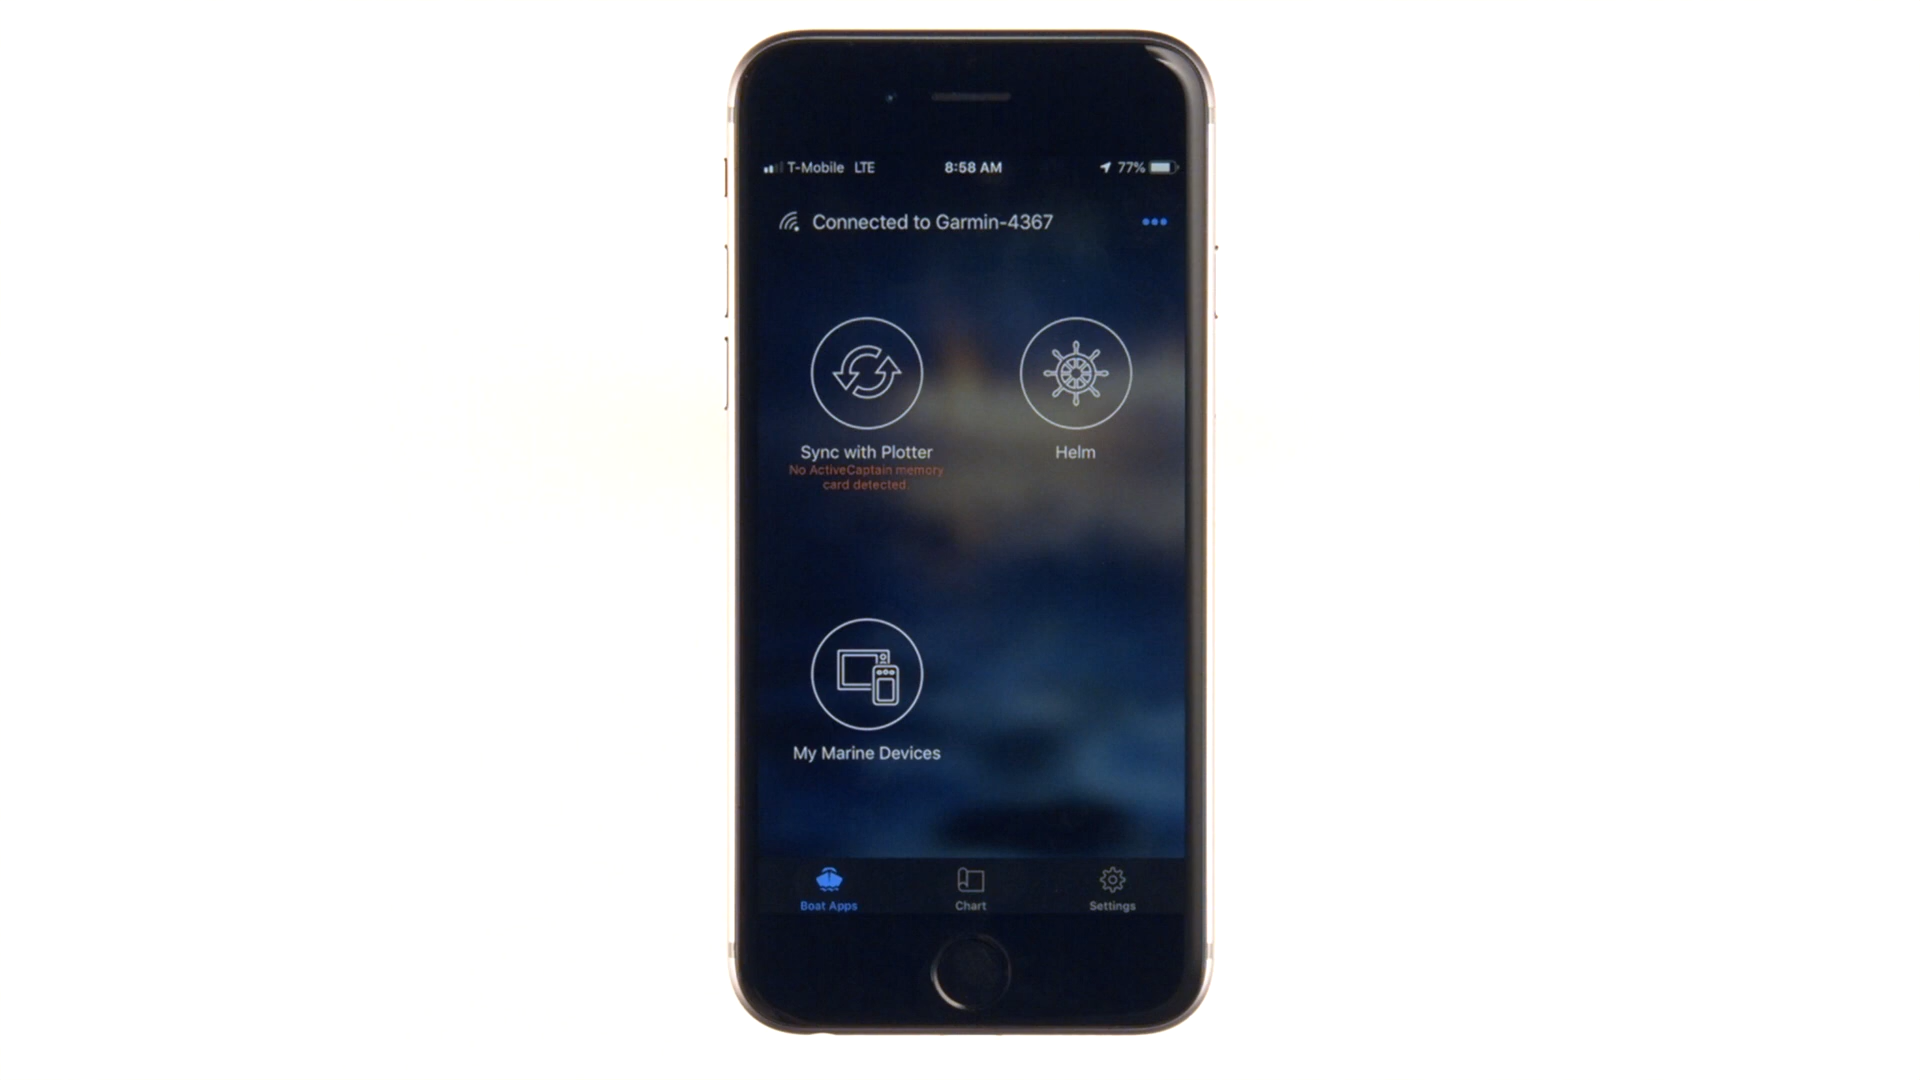 T-Mobile LTE 8:58 AM 77%
Connected to Garmin-4367
Sync with Plotter
No ActiveCaptain memory
card detected.
Helm
My Marine Devices
Boat Apps Chart Settings